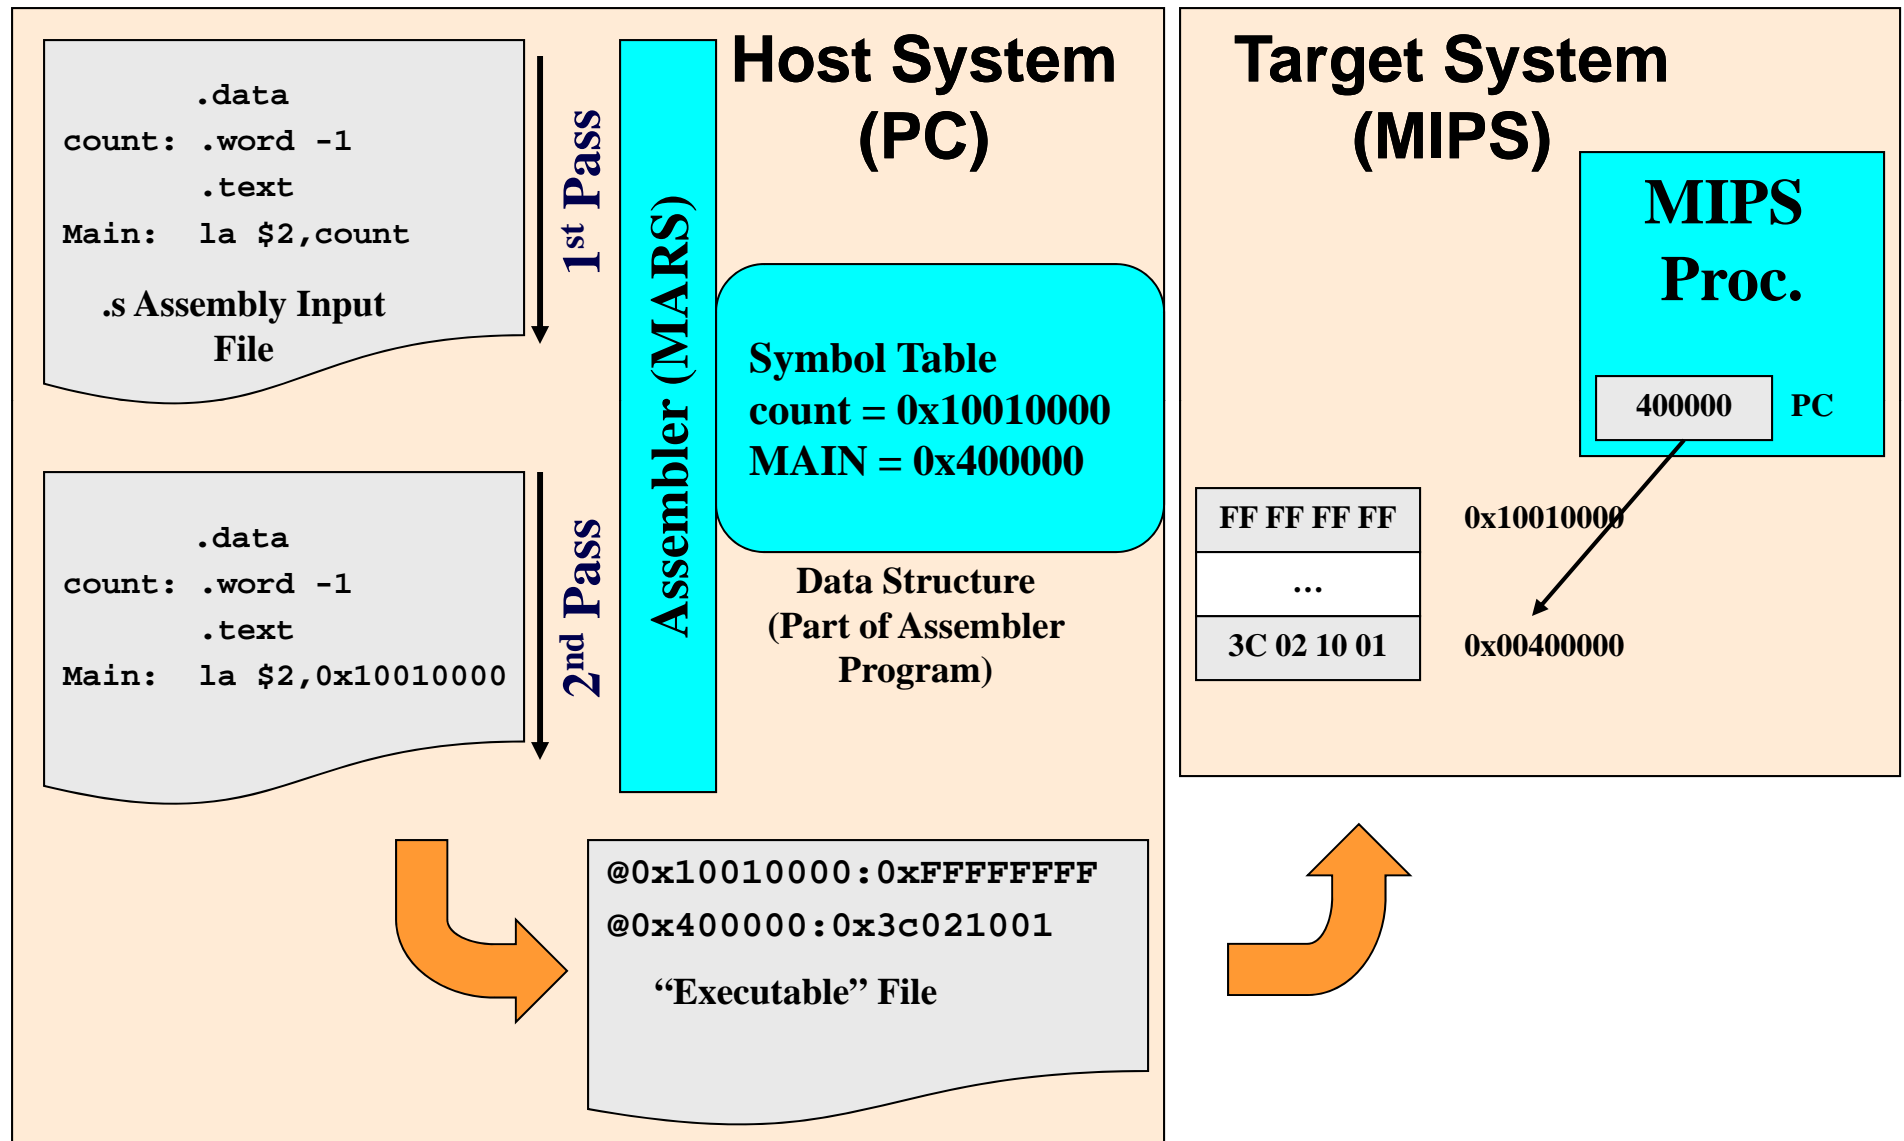 Host System
(PC)
.data
count: .word -1
.text
Main: la $2,count
.s Assembly Input
File
1st Pass
Assembler (MARS)
Symbol Table
count = 0x10010000
MAIN = 0x400000
Data Structure
(Part of Assembler
Program)
.data
count: .word -1
.text
Main: la $2,0x10010000
2nd Pass
@0x10010000:0xFFFFFFFF
@0x400000:0x3c021001
“Executable” File
Target System
(MIPS)
MIPS
Proc.
400000 PC
FF FF FF FF 0x10010000
…
3C 02 10 01 0x00400000